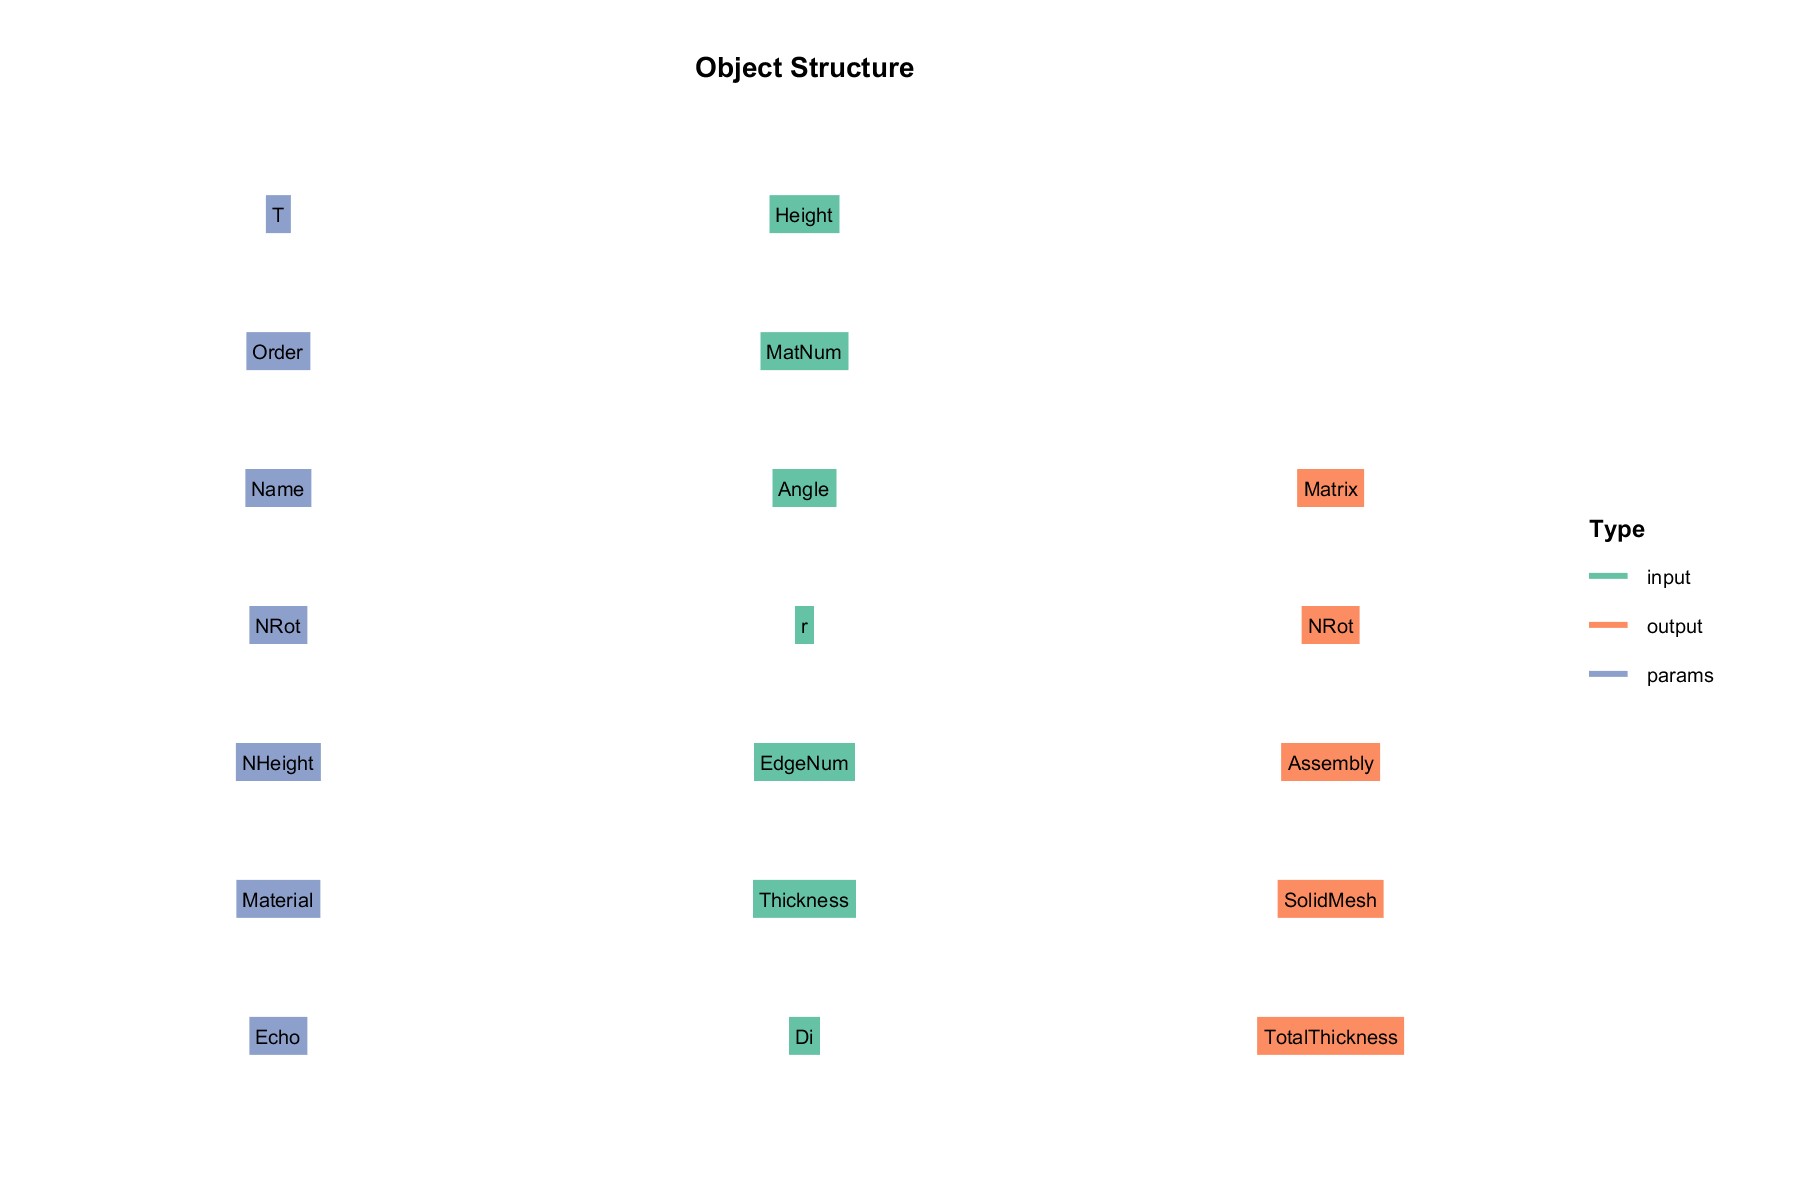 Object Structure
T
Height
Order
MatNum
Name
Angle
Matrix
NRot
r
NRot
NHeight
EdgeNum
Assembly
Material
Thickness
SolidMesh
Echo
Di
TotalThickness
Type
input
output
params